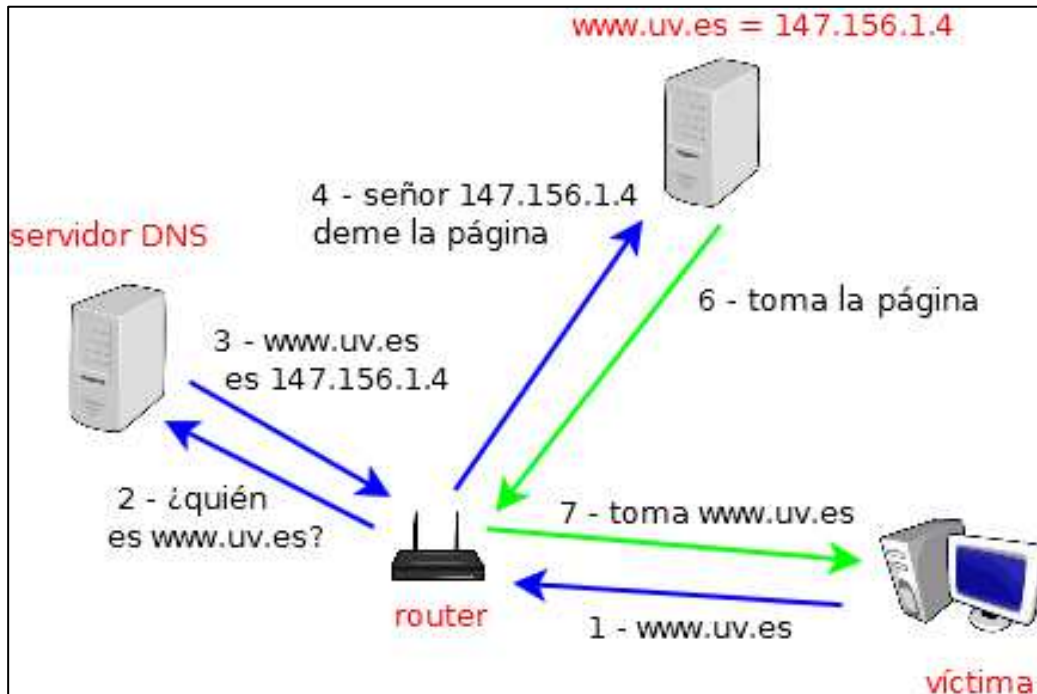 www.uv.es = 147.156.1.4
4 - señor 147.156.1.4
deme la página
servidor DNS
6 - toma la página
3 - www.uv.es
es 147.156.1.4
2 - ¿quién
es www.uv.es?
7 - toma www.uv.es
router
1 - www.uv.es
víctima